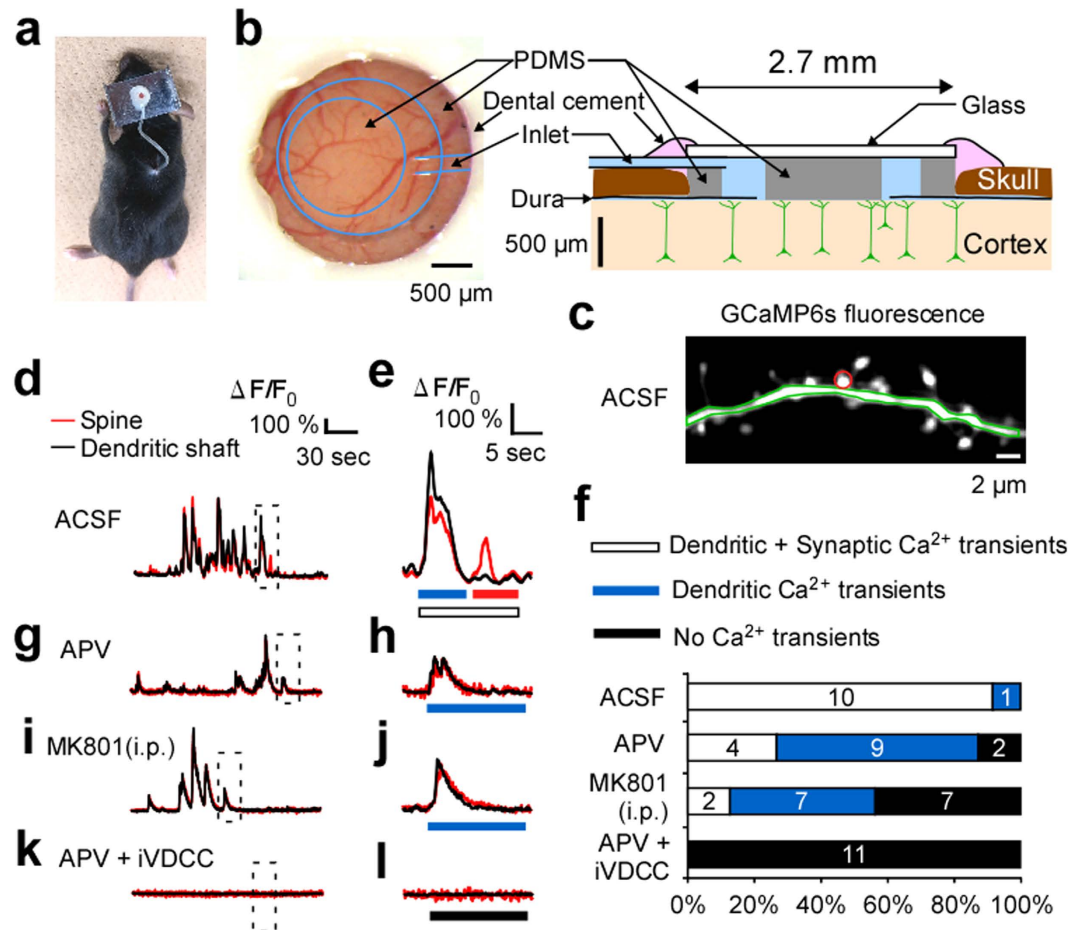 a
b
PDMS
Dental cement
Inlet
Dura
500 µm
500 µm
2.7 mm
Glass
Skull
Cortex
c
GCaMP6s fluorescence
ACSF
2 µm
d
Spine
Dendritic shaft
Δ F/F0
100 %
30 sec
ACSF
e
Δ F/F0
100 %
5 sec
f
Dendritic + Synaptic Ca2+ transients
Dendritic Ca2+ transients
No Ca2+ transients
ACSF
10
1
APV
4
9
2
MK801
(i.p.)
2
7
7
APV +
iVDCC
11
0%
20%
40%
60%
80%
100%
g
APV
h
i
MK801(i.p.)
j
k
APV + iVDCC
l